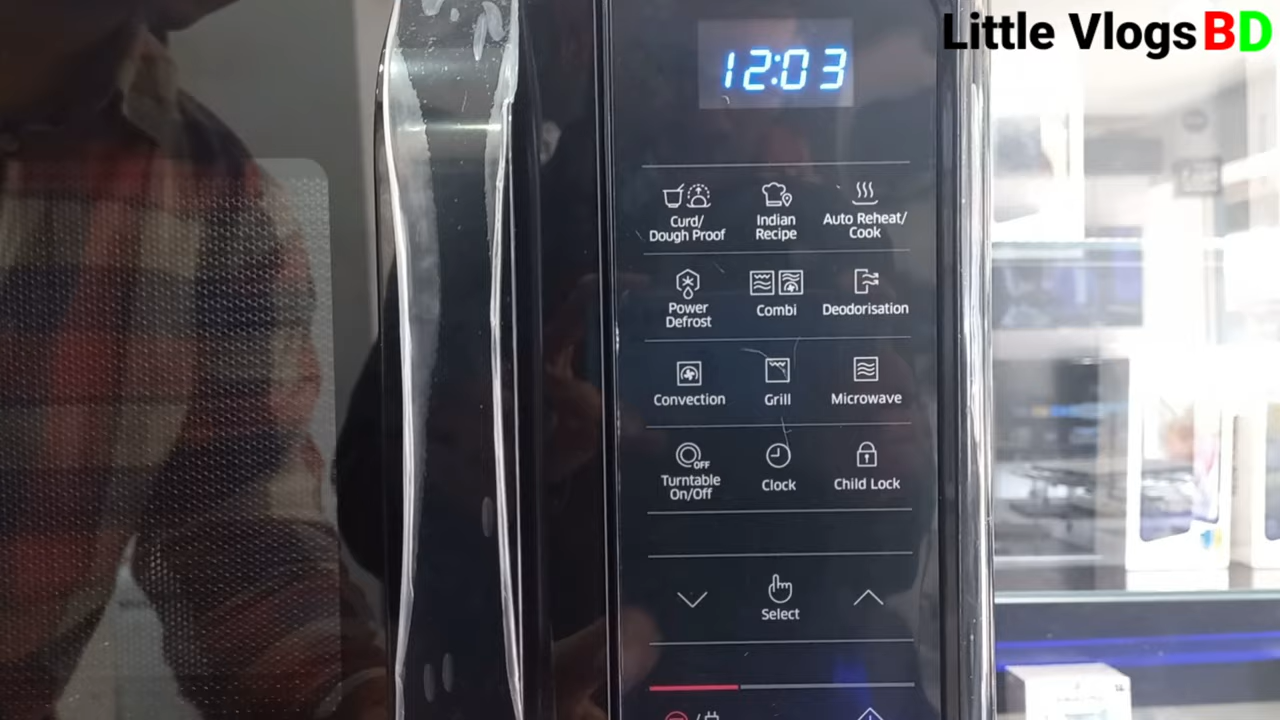 Little Vlogs BD
12:03
Curd/
Dough Proof
Indian
Recipe
Auto Reheat/
Cook
Power
Defrost
Combi
Deodorisation
Convection
Grill
Microwave
OFF
Turntable
On/Off
Clock
Child Lock
Select